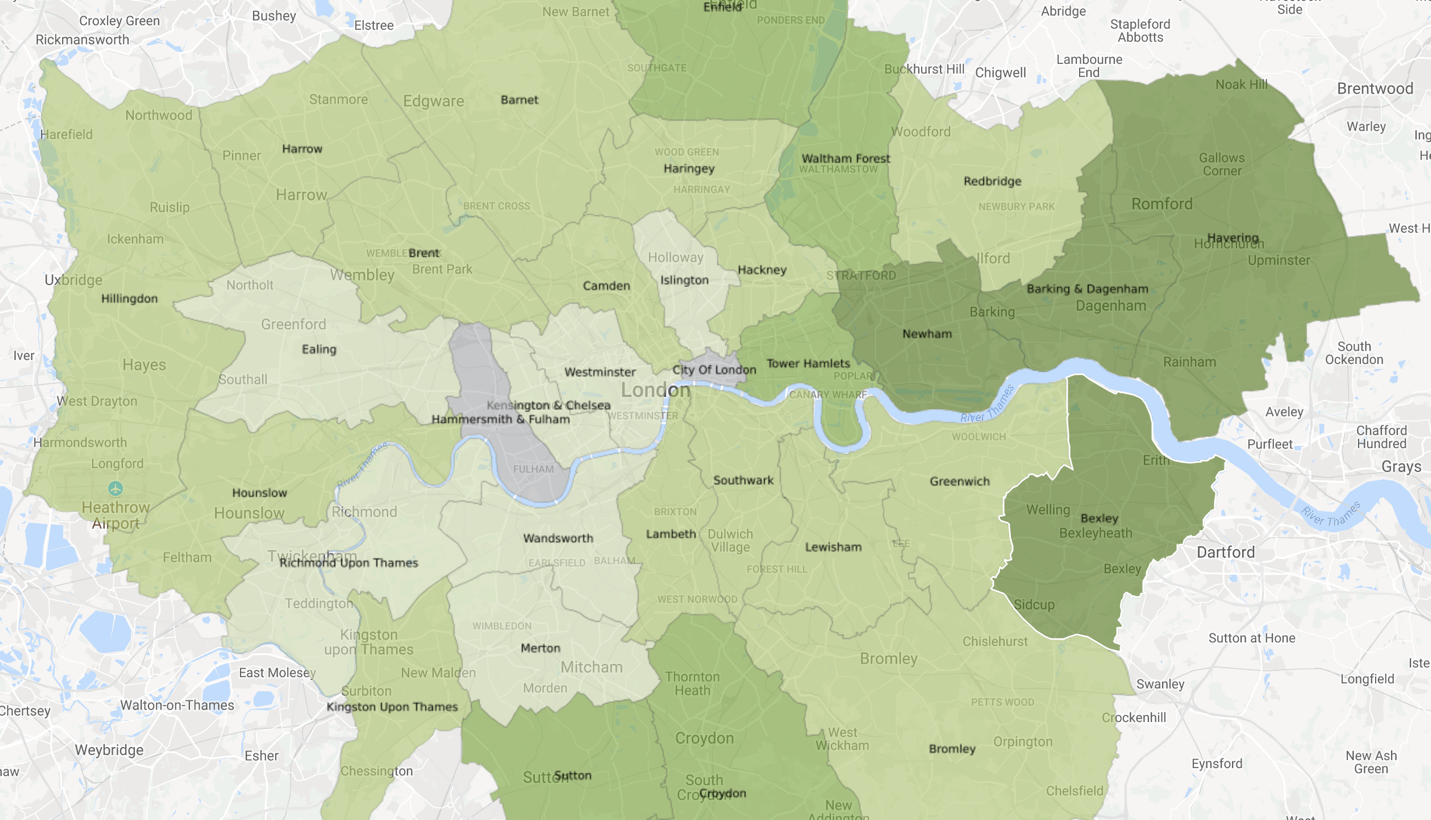 Croxley Green
Bushey
New Barnet
Enfield
Enfield
PONDERS END
Abridge
Side
Rickmansworth
Elstree
Stapleford
Abbotts
SOUTHGATE
Buckhurst Hill
Chigwell
Lambourne
End
Noak Hill
Brentwood
Stanmore
Edgware
Barnet
Northwood
Harefield
Woodford
Warley
Ing
Pinner
Harrow
WOOD GREEN
Haringey
HARRINGAY
Waltham Forest
WALTHAMSTOW
Gallows
Corner
He
Harrow
Redbridge
NEWBURY PARK
Romford
Ruislip
BRENT CROSS
West H
Ickenham
Brent
Holloway
Havering
Hornchurch
Upminster
Uxbridge
Wembley
Brent Park
Hackney
STRATFORD
Ilford
Northolt
Camden
Islington
Barking & Dagenham
Dagenham
Hillingdon
Barking
Greenford
Newham
Iver
Ealing
South
Ockendon
Hayes
Westminster
City Of London
Tower Hamlets
POPLAR
Rainham
Southall
London
West Drayton
CANARY WHARF
Kensington & Chelsea
WESTMINSTER
Hammersmith & Fulham
River Thames
Aveley
Harmondsworth
WOOLWICH
Purfleet
Chafford
Hundred
Longford
River Thames
FULHAM
Erith
Grays
Heathrow
Airport
Hounslow
Hounslow
Southwark
Greenwich
Richmond
BRIXTON
Welling
Bexley
Bexleyheath
River Thames
Lambeth
Dulwich
Village
Wandsworth
Lewisham
LEE
Dartford
Feltham
Twickenham
Richmond Upon Thames
EARLSFIELD
BALHAM
FOREST HILL
Bexley
Teddington
WEST NORWOOD
Sidcup
WIMBLEDON
Kingston
upon Thames
Chislehurst
Sutton at Hone
Merton
Mitcham
Bromley
Iste
East Molesey
New Malden
Thornton
Heath
Morden
Swanley
Longfield
Surbiton
Walton-on-Thames
Kingston Upon Thames
PETTS WOOD
Chertsey
Crockenhill
West
Wickham
Croydon
Orpington
Weybridge
Esher
Bromley
Eynsford
New Ash
Green
Chessington
Sutton
Sutton
South
Croydon
Croydon
Chelsfield
New
Addington